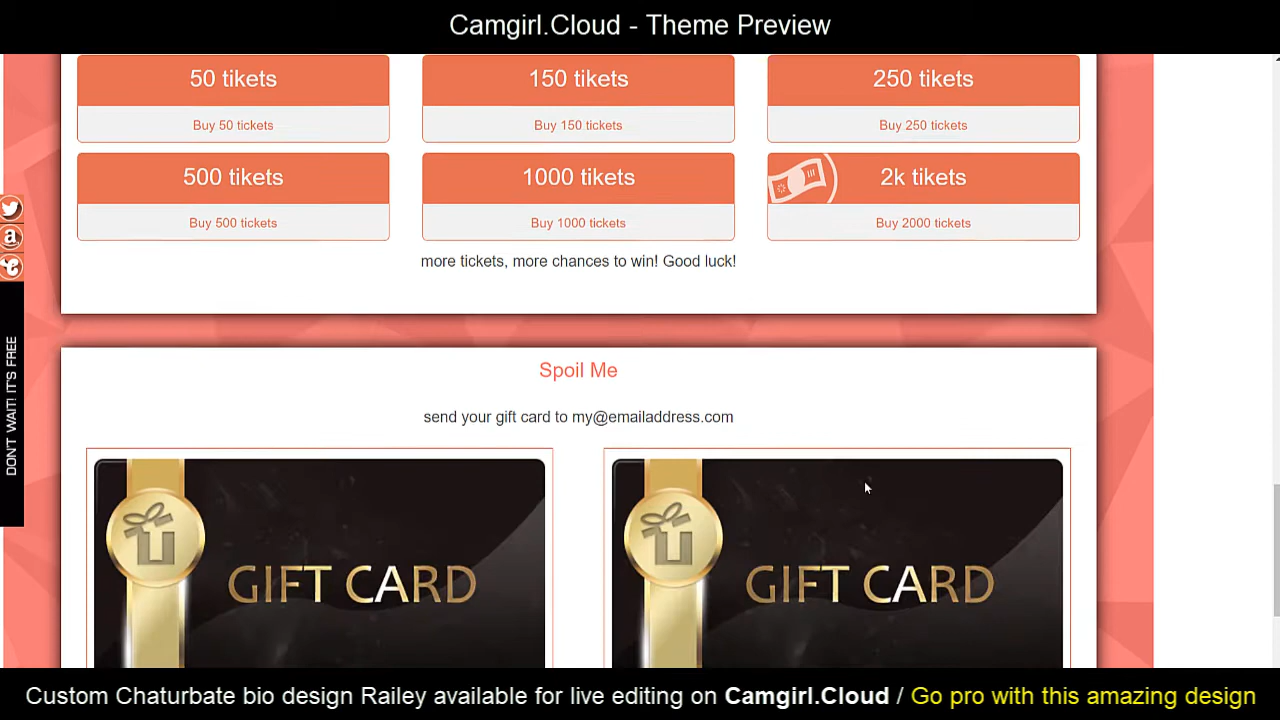 Camgirl.Cloud - Theme Preview
50 tikets
150 tikets
250 tikets
Buy 50 tickets
Buy 150 tickets
Buy 250 tickets
500 tikets
1000 tikets
2k tikets
Buy 500 tickets
Buy 1000 tickets
Buy 2000 tickets
more tickets, more chances to win! Good luck!
DON'T WAIT! IT'S FREE
Spoil Me
send your gift card to my@emailaddress.com
GIFT CARD
GIFT CARD
Custom Chaturbate bio design Railey available for live editing on Camgirl.Cloud / Go pro with this amazing design